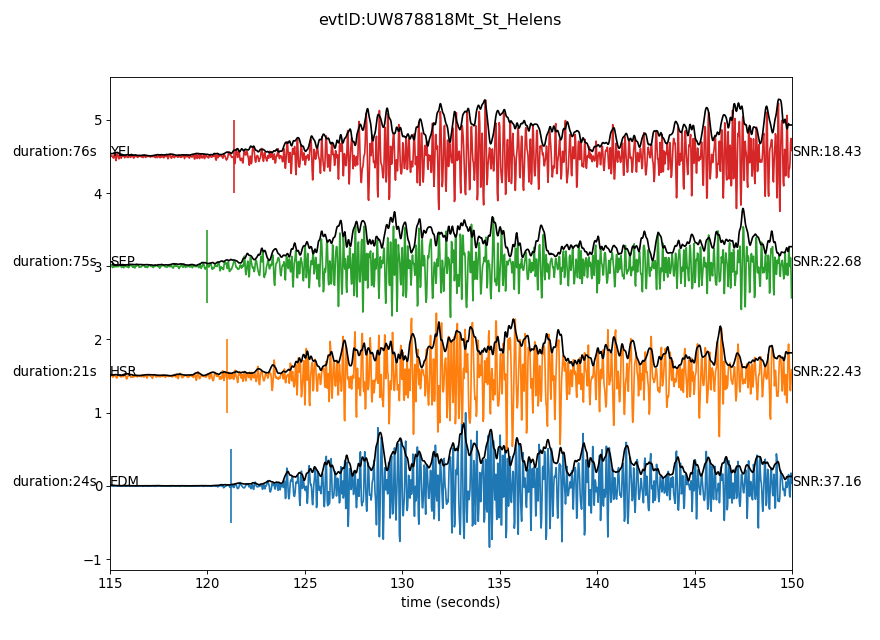 evtID:UW878818Mt_St_Helens
5
duration:76s YEL SNR:18.43
4
duration:75s SEP SNR:22.68
3
2
duration:21s HSR SNR:22.43
1
duration:24s EDM SNR:37.16
0
−1
115 120 125 130 135 140 145 150
time (seconds)